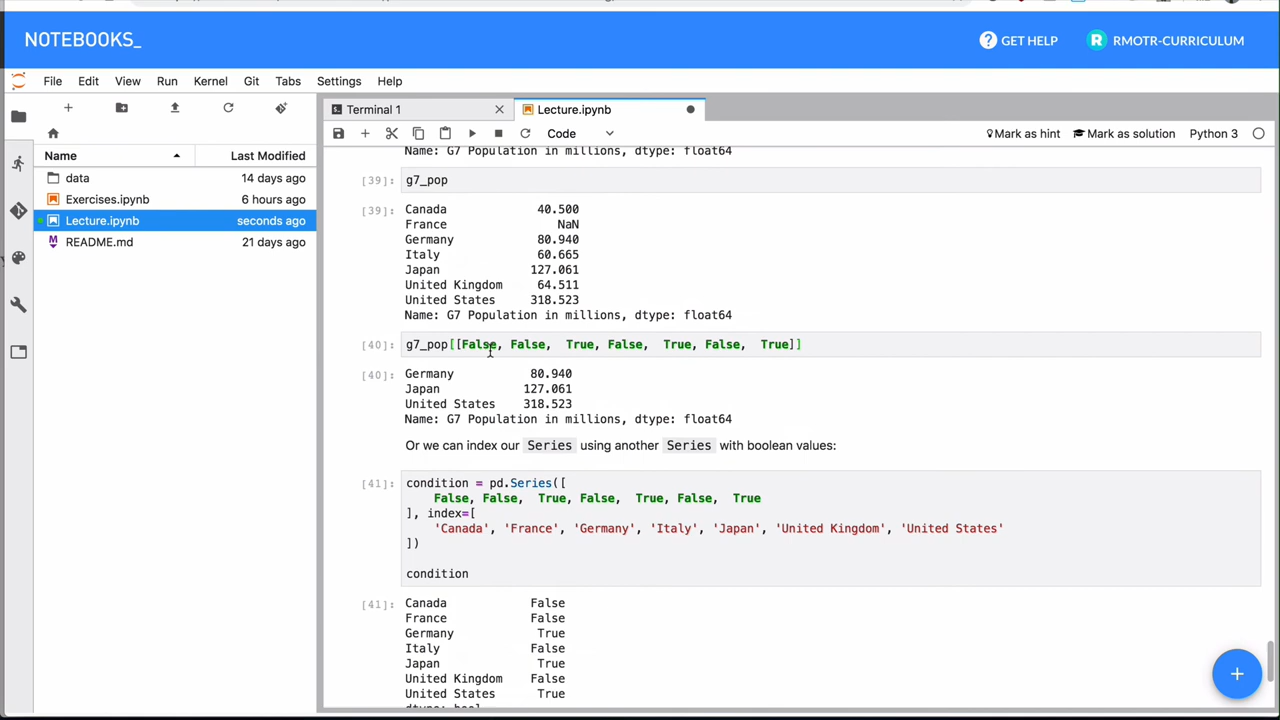 NOTEBOOKS_
GET HELP
R RMOTR-CURRICULUM
File Edit View Run Kernel Git Tabs Settings Help
Terminal 1
Lecture.ipynb
Code
Mark as hint
Mark as solution
Python 3
Name Last Modified
data 14 days ago
Exercises.ipynb 6 hours ago
Lecture.ipynb seconds ago
README.md 21 days ago
Name: G7 Population in millions, dtype: float64
[39]: g7_pop
[39]: Canada 40.500
France NaN
Germany 80.940
Italy 60.665
Japan 127.061
United Kingdom 64.511
United States 318.523
Name: G7 Population in millions, dtype: float64
[40]: g7_pop[[False, False, True, False, True, False, True]]
[40]: Germany 80.940
Japan 127.061
United States 318.523
Name: G7 Population in millions, dtype: float64
Or we can index our Series using another Series with boolean values:
[41]: condition = pd.Series([
False, False, True, False, True, False, True
], index=[
'Canada', 'France', 'Germany', 'Italy', 'Japan', 'United Kingdom', 'United States'
])
condition
[41]: Canada False
France False
Germany True
Italy False
Japan True
United Kingdom False
United States True
dtype: bool